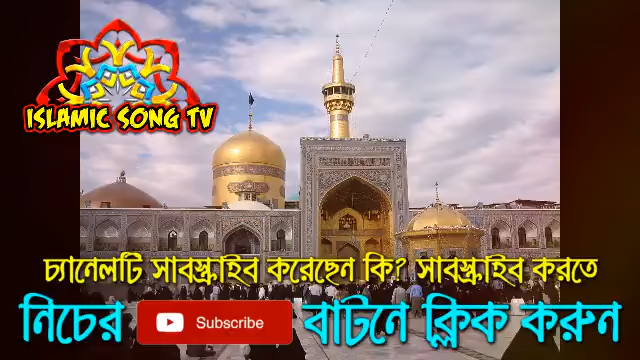 ISLAMIC SONG TV
চ্যানেলটি সাবস্ক্রাইব করেছেন কি? সাবস্ক্রাইব করতে
নিচের Subscribe বাটনে ক্লিক করুন